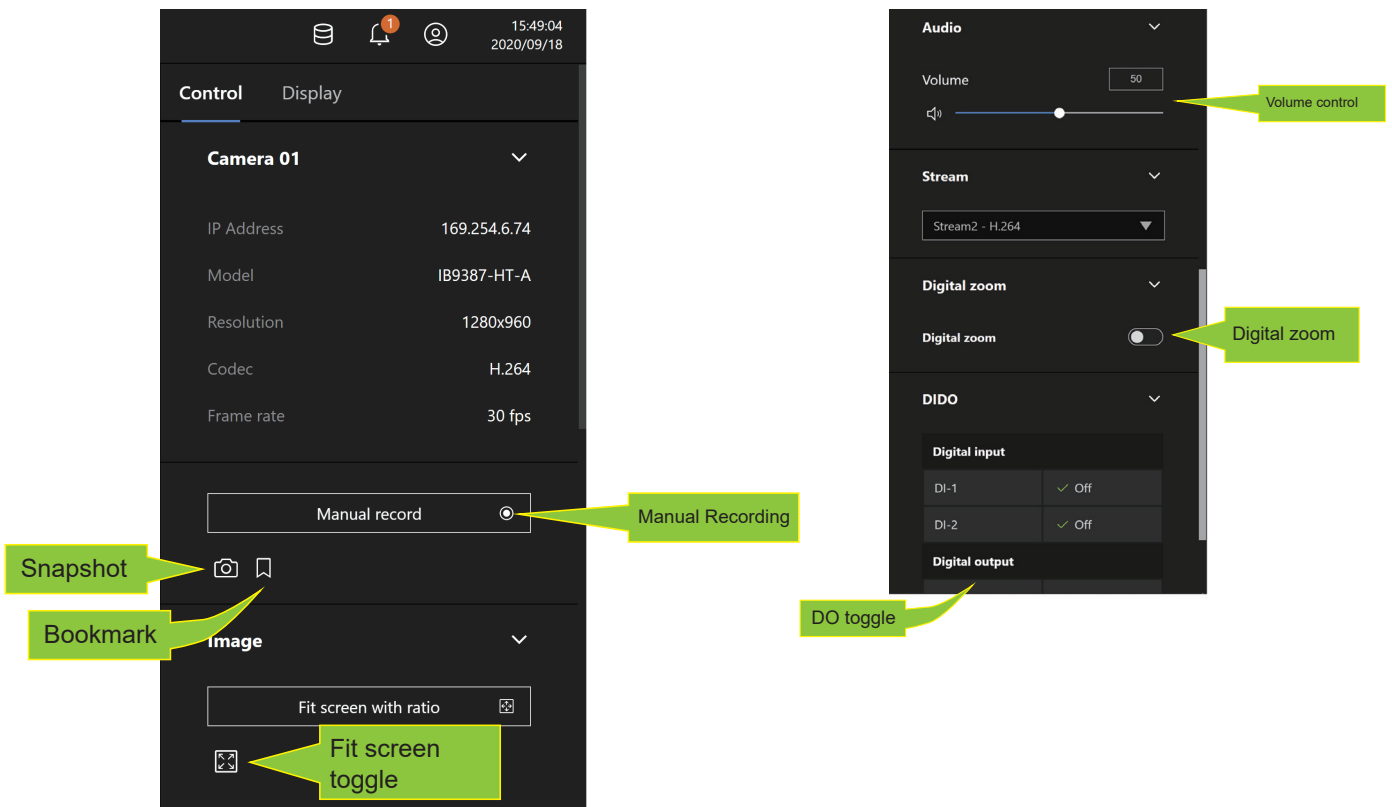 1
15:49:04
2020/09/18
Control Display
Camera 01
IP Address 169.254.6.74
Model IB9387-HT-A
Resolution 1280x960
Codec H.264
Frame rate 30 fps
Manual record
Manual Recording
Snapshot
Bookmark
Image
Fit screen with ratio
Fit screen
toggle
Audio
Volume 50
Volume control
Stream
Stream2 - H.264
Digital zoom
Digital zoom
Digital zoom
DIDO
Digital input
DI-1 Off
DI-2 Off
Digital output
DO toggle